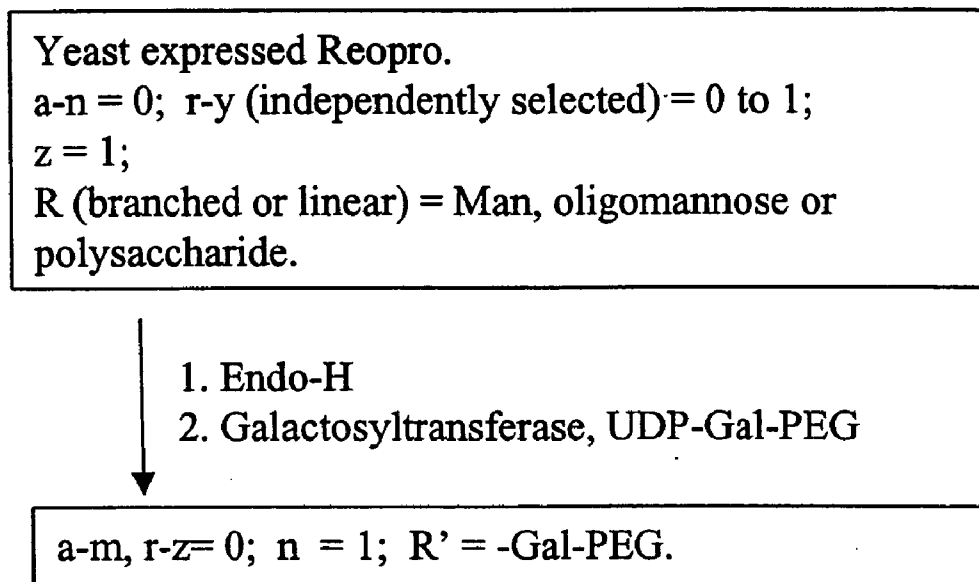 Yeast expressed Reopro.
a-n = 0; r-y (independently selected) = 0 to 1;
z = 1;
R (branched or linear) = Man, oligomannose or
polysaccharide.
1. Endo-H
2. Galactosyltransferase, UDP-Gal-PEG
a-m, r-z= 0; n = 1; R’ = -Gal-PEG.